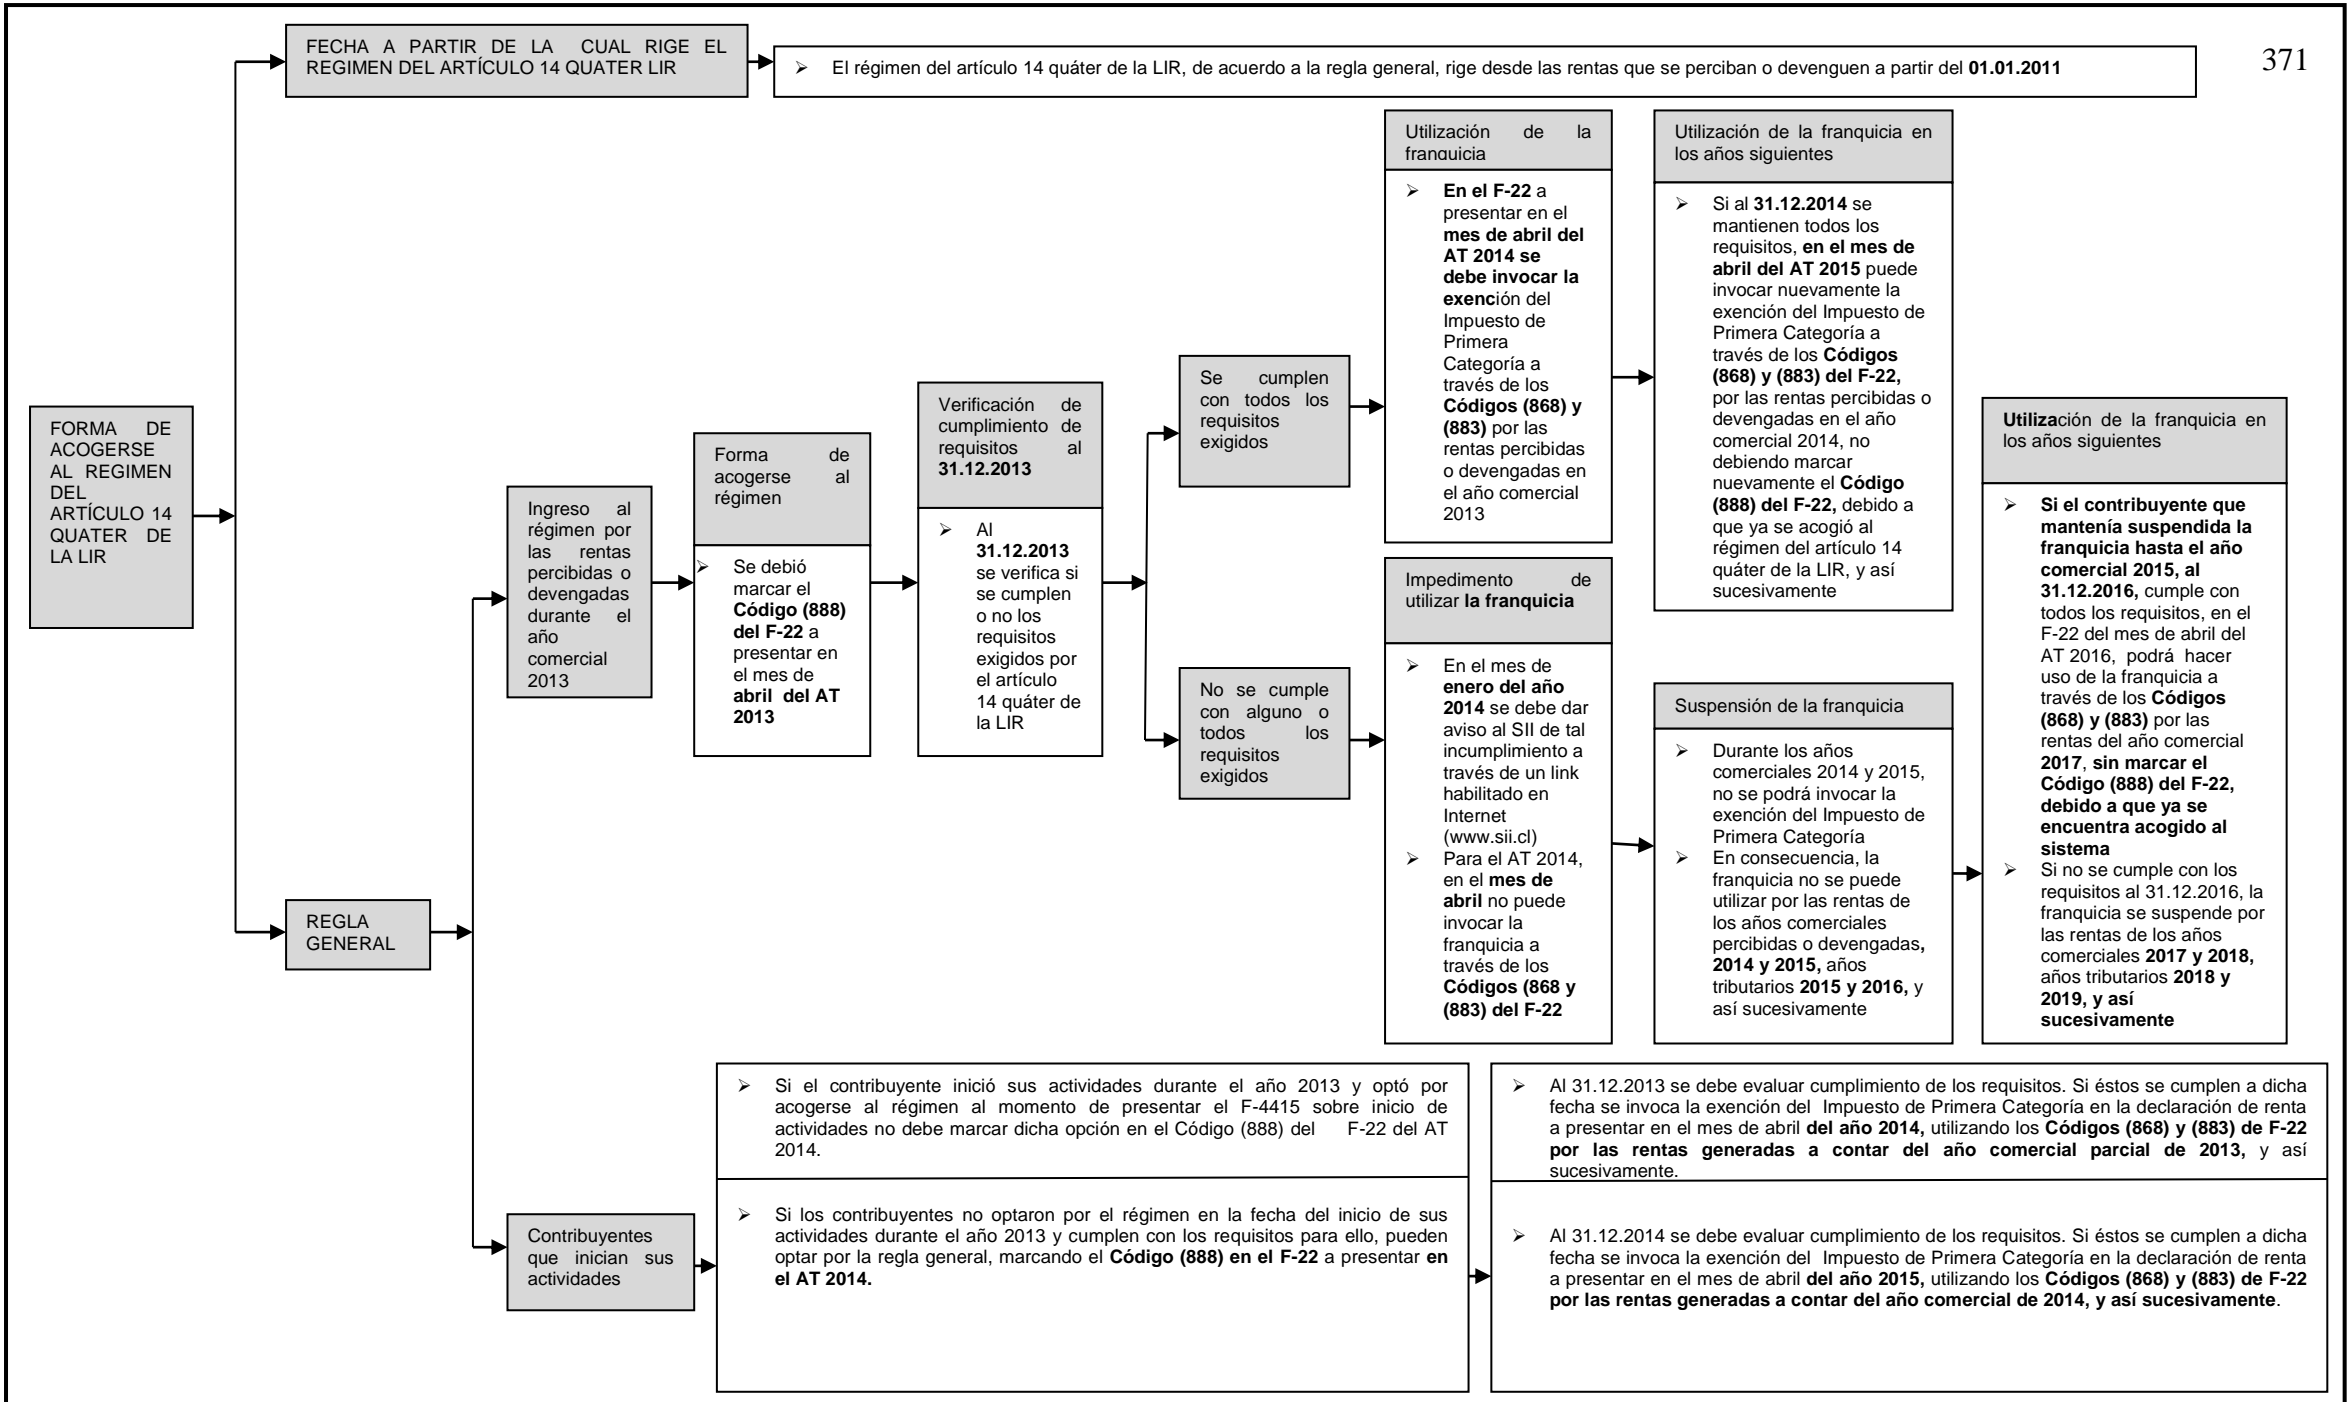 371
FECHA A PARTIR DE LA CUAL RIGE EL
REGIMEN DEL ARTÍCULO 14 QUATER LIR
➢ El régimen del artículo 14 quáter de la LIR, de acuerdo a la regla general, rige desde las rentas que se perciban o devenguen a partir del 01.01.2011
FORMA DE
ACOGERSE
AL REGIMEN
DEL
ARTÍCULO 14
QUATER DE
LA LIR
REGLA
GENERAL
Ingreso al
régimen por
las rentas
percibidas o
devengadas
durante el
año
comercial
2013
Forma de
acogerse al
régimen
➢ Se debió
marcar el
Código (888)
del F-22 a
presentar en
el mes de
abril del AT
2013
Verificación de
cumplimiento de
requisitos al
31.12.2013
➢ Al
31.12.2013
se verifica si
se cumplen
o no los
requisitos
exigidos por
el artículo
14 quáter de
la LIR
Se cumplen
con todos los
requisitos
exigidos
Utilización de la
franquicia
➢ En el F-22 a
presentar en el
mes de abril del
AT 2014 se
debe invocar la
exención del
Impuesto de
Primera
Categoría a
través de los
Códigos (868) y
(883) por las
rentas percibidas
o devengadas en
el año comercial
2013
Utilización de la franquicia en
los años siguientes
➢ Si al 31.12.2014 se
mantienen todos los
requisitos, en el mes de
abril del AT 2015 puede
invocar nuevamente la
exención del Impuesto de
Primera Categoría a
través de los Códigos
(868) y (883) del F-22,
por las rentas percibidas o
devengadas en el año
comercial 2014, no
debiendo marcar
nuevamente el Código
(888) del F-22, debido a
que ya se acogió al
régimen del artículo 14
quáter de la LIR, y así
sucesivamente
No se cumple
con alguno o
todos los
requisitos
exigidos
Impedimento de
utilizar la franquicia
➢ En el mes de
enero del año
2014 se debe dar
aviso al SII de tal
incumplimiento a
través de un link
habilitado en
Internet
(www.sii.cl)
➢ Para el AT 2014,
en el mes de
abril no puede
invocar la
franquicia a
través de los
Códigos (868 y
(883) del F-22
Suspensión de la franquicia
➢ Durante los años
comerciales 2014 y 2015,
no se podrá invocar la
exención del Impuesto de
Primera Categoría
➢ En consecuencia, la
franquicia no se puede
utilizar por las rentas de
los años comerciales
percibidas o devengadas,
2014 y 2015, años
tributarios 2015 y 2016, y
así sucesivamente
Utilización de la franquicia en
los años siguientes
➢ Si el contribuyente que
mantenía suspendida la
franquicia hasta el año
comercial 2015, al
31.12.2016, cumple con
todos los requisitos, en el
F-22 del mes de abril del
AT 2016, podrá hacer
uso de la franquicia a
través de los Códigos
(868) y (883) por las
rentas del año comercial
2017, sin marcar el
Código (888) del F-22,
debido a que ya se
encuentra acogido al
sistema
➢ Si no se cumple con los
requisitos al 31.12.2016, la
franquicia se suspende por
las rentas de los años
comerciales 2017 y 2018,
años tributarios 2018 y
2019, y así
sucesivamente
Contribuyentes
que inician sus
actividades
➢ Si el contribuyente inició sus actividades durante el año 2013 y optó por
acogerse al régimen al momento de presentar el F-4415 sobre inicio de
actividades no debe marcar dicha opción en el Código (888) del F-22 del AT
2014.
➢ Si los contribuyentes no optaron por el régimen en la fecha del inicio de sus
actividades durante el año 2013 y cumplen con los requisitos para ello, pueden
optar por la regla general, marcando el Código (888) en el F-22 a presentar en
el AT 2014.
➢ Al 31.12.2013 se debe evaluar cumplimiento de los requisitos. Si éstos se cumplen a dicha
fecha se invoca la exención del Impuesto de Primera Categoría en la declaración de renta
a presentar en el mes de abril del año 2014, utilizando los Códigos (868) y (883) de F-22
por las rentas generadas a contar del año comercial parcial de 2013, y así
sucesivamente.
➢ Al 31.12.2014 se debe evaluar cumplimiento de los requisitos. Si éstos se cumplen a dicha
fecha se invoca la exención del Impuesto de Primera Categoría en la declaración de renta
a presentar en el mes de abril del año 2015, utilizando los Códigos (868) y (883) de F-22
por las rentas generadas a contar del año comercial de 2014, y así sucesivamente.